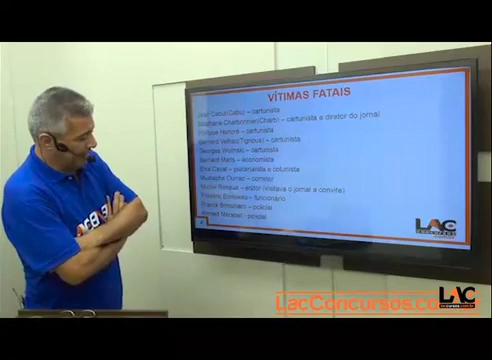 VÍTIMAS FATAIS
Jean Cabut(Cabu) – cartunista
Stéphane Charbonnier(Charb) – cartunista e diretor do jornal
Philippe Honoré – cartunista
Bernard Verlhac(Tignous) – cartunista
Georges Wolinski – cartunista
Bernard Maris – economista
Elsa Cayat – psicanalista e colunista
Mustapha Ourrad – corretor
Michel Renaud – editor (visitava o jornal a convite)
Frédéric Boisseau – funcionário
Franck Brinsolaro – policial
Ahmed Merabet - policial
LAC
LacConcursos.co
LAC